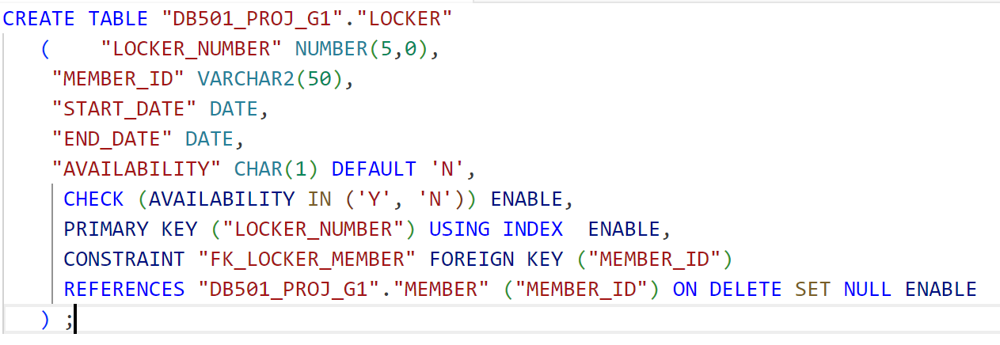 CREATE TABLE "DB501_PROJ_G1"."LOCKER"
( "LOCKER_NUMBER" NUMBER(5,0),
"MEMBER_ID" VARCHAR2(50),
"START_DATE" DATE,
"END_DATE" DATE,
"AVAILABILITY" CHAR(1) DEFAULT 'N',
CHECK (AVAILABILITY IN ('Y', 'N')) ENABLE,
PRIMARY KEY ("LOCKER_NUMBER") USING INDEX  ENABLE,
CONSTRAINT "FK_LOCKER_MEMBER" FOREIGN KEY ("MEMBER_ID")
REFERENCES "DB501_PROJ_G1"."MEMBER" ("MEMBER_ID") ON DELETE SET NULL ENABLE
) ;